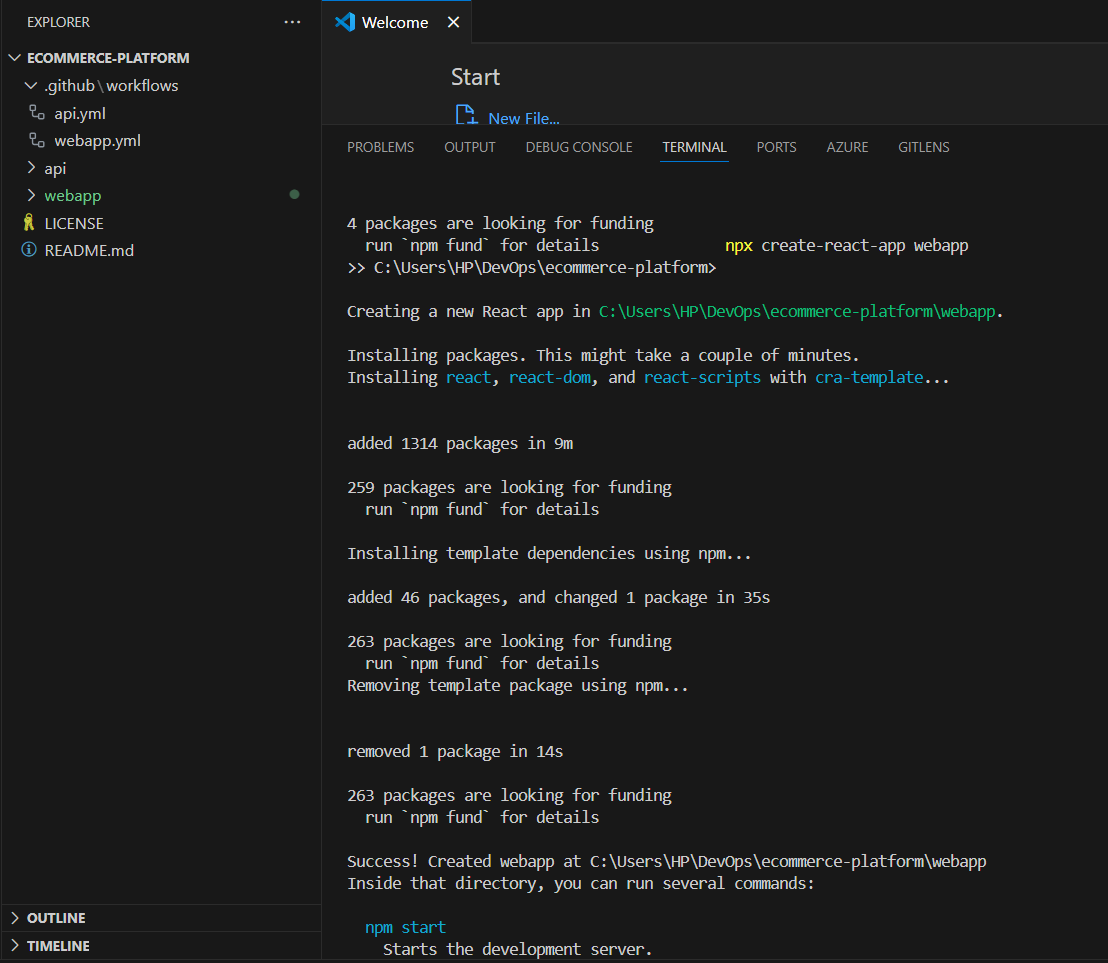 EXPLORER
ECOMMERCE-PLATFORM
.github\workflows
api.yml
webapp.yml
api
webapp
LICENSE
README.md
OUTLINE
TIMELINE
Welcome
Start
New File...
PROBLEMS OUTPUT DEBUG CONSOLE TERMINAL PORTS AZURE GITLENS
4 packages are looking for funding
  run `npm fund` for details              npx create-react-app webapp
>> C:\Users\HP\DevOps\ecommerce-platform>
Creating a new React app in C:\Users\HP\DevOps\ecommerce-platform\webapp.
Installing packages. This might take a couple of minutes.
Installing react, react-dom, and react-scripts with cra-template...
added 1314 packages in 9m
259 packages are looking for funding
  run `npm fund` for details
Installing template dependencies using npm...
added 46 packages, and changed 1 package in 35s
263 packages are looking for funding
  run `npm fund` for details
Removing template package using npm...
removed 1 package in 14s
263 packages are looking for funding
  run `npm fund` for details
Success! Created webapp at C:\Users\HP\DevOps\ecommerce-platform\webapp
Inside that directory, you can run several commands:
  npm start
    Starts the development server.